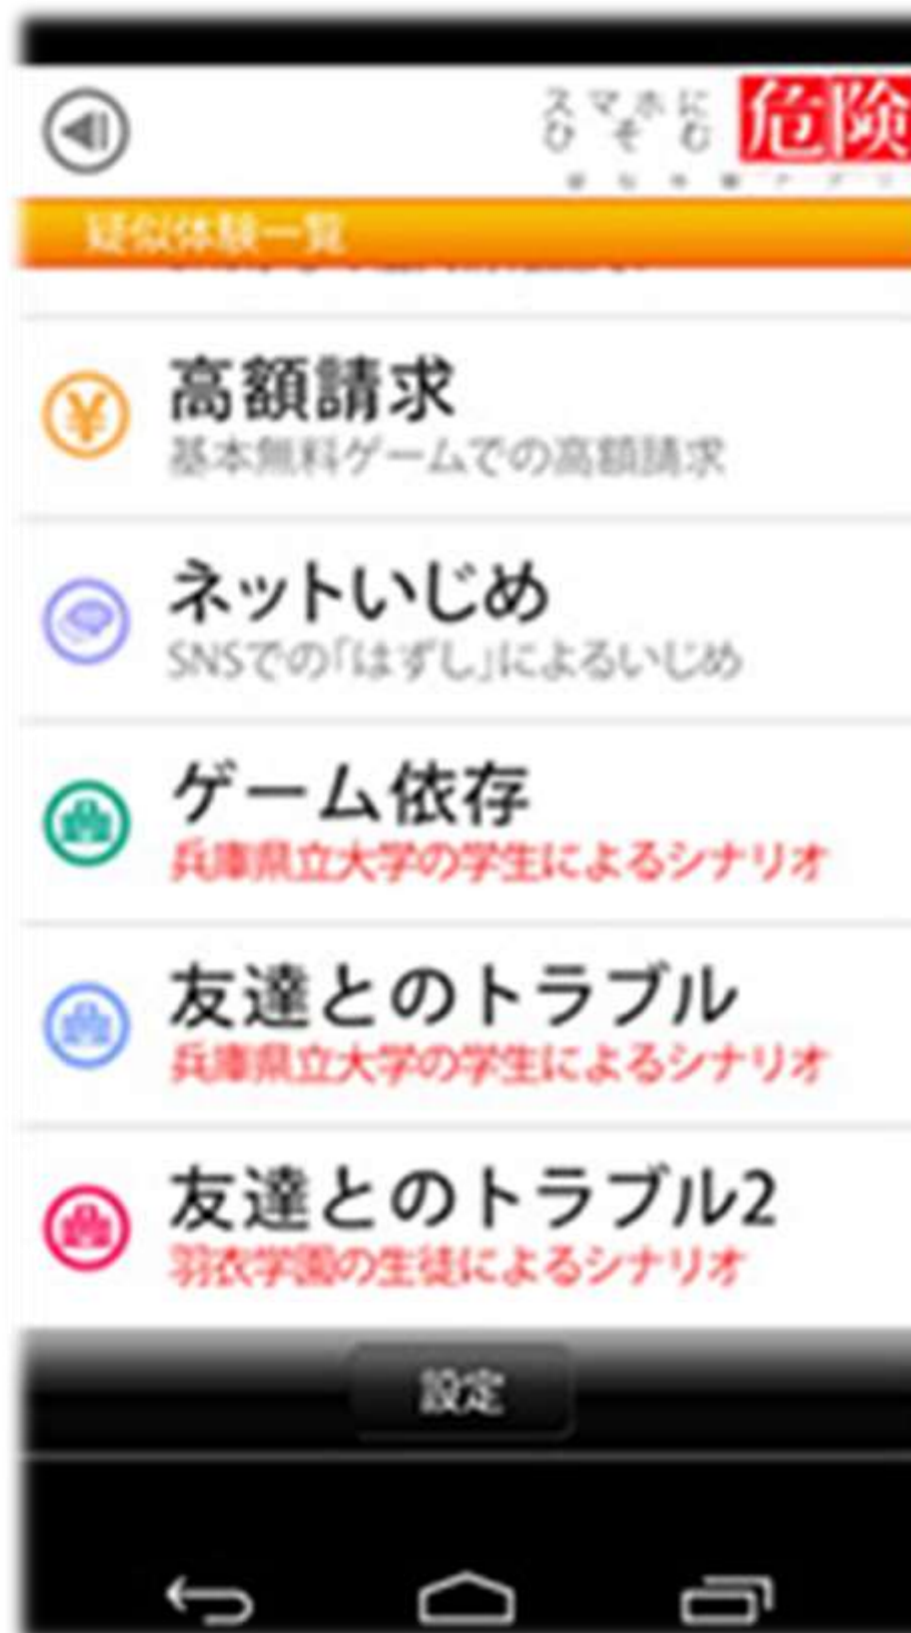 スマホに
ひそむ
危険
疑似体験一覧
高額請求
基本無料ゲームでの高額請求
ネットいじめ
SNSでの「はずし」によるいじめ
ゲーム依存
兵庫県立大学の学生によるシナリオ
友達とのトラブル
兵庫県立大学の学生によるシナリオ
友達とのトラブル2
羽衣学園の生徒によるシナリオ
設定